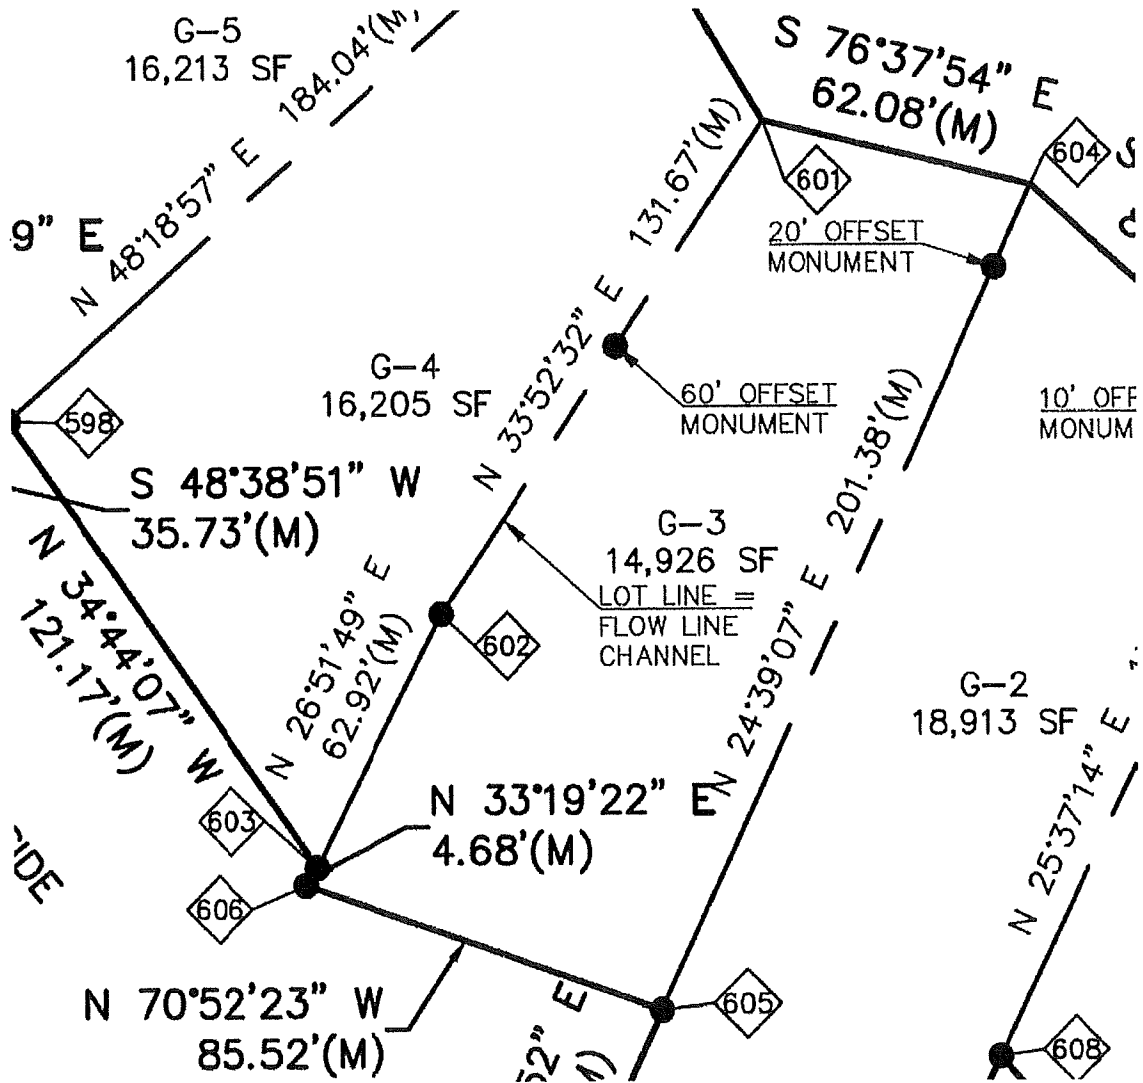 G-5
16,213 SF
184.04'(M)
N 48°18'57" E
9" E
S 76°37'54" E
62.08'(M)
604
601
131.67'(M)
20' OFFSET
MONUMENT
N 33°52'32" E
G-4
16,205 SF
60' OFFSET
MONUMENT
10' OFF
MONUM
598
S 48°38'51" W
35.73'(M)
N 34°44'07" W
121.17'(M)
201.38'(M)
N 24°39'07" E
G-3
14,926 SF
LOT LINE =
FLOW LINE
CHANNEL
602
N 26°51'49" E
62.92'(M)
G-2
18,913 SF
N 25°37'14" E
603
N 33°19'22" E
4.68'(M)
IDE
606
N 70°52'23" W
85.52'(M)
605
52" E
608